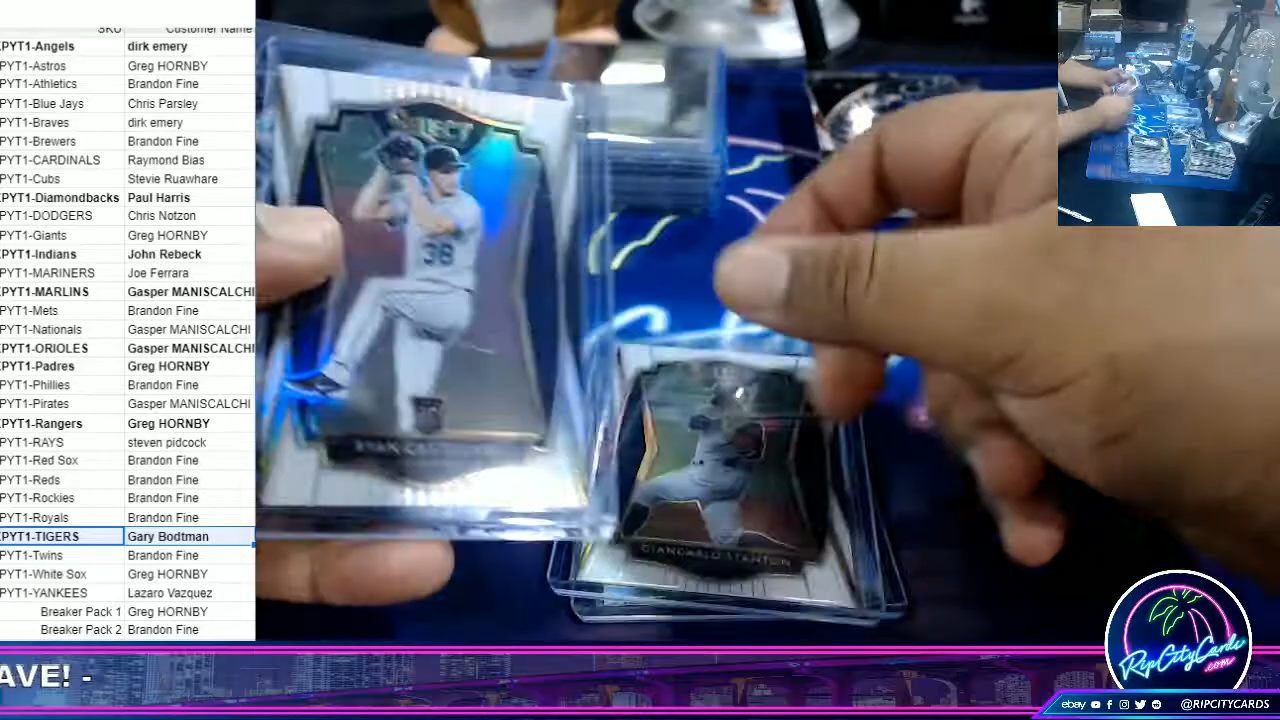 SKU Customer Name
PYT1-Angels dirk emery
PYT1-Astros Greg HORNBY
PYT1-Athletics Brandon Fine
PYT1-Blue Jays Chris Parsley
PYT1-Braves dirk emery
PYT1-Brewers Brandon Fine
PYT1-CARDINALS Raymond Bias
PYT1-Cubs Stevie Ruawhare
PYT1-Diamondbacks Paul Harris
PYT1-DODGERS Chris Notzon
PYT1-Giants Greg HORNBY
PYT1-Indians John Rebeck
PYT1-MARINERS Joe Ferrara
PYT1-MARLINS Gasper MANISCALCHI
PYT1-Mets Brandon Fine
PYT1-Nationals Gasper MANISCALCHI
PYT1-ORIOLES Gasper MANISCALCHI
PYT1-Padres Greg HORNBY
PYT1-Phillies Brandon Fine
PYT1-Pirates Gasper MANISCALCHI
PYT1-Rangers Greg HORNBY
PYT1-RAYS steven pidcock
PYT1-Red Sox Brandon Fine
PYT1-Reds Brandon Fine
PYT1-Rockies Brandon Fine
PYT1-Royals Brandon Fine
PYT1-TIGERS Gary Bodtman
PYT1-Twins Brandon Fine
PYT1-White Sox Greg HORNBY
PYT1-YANKEES Lazaro Vazquez
Breaker Pack 1 Greg HORNBY
Breaker Pack 2 Brandon Fine
38
RC
GIANCARLO STANTON
AVE! -
RipCityCards
.com
ebay @RIPCITYCARDS